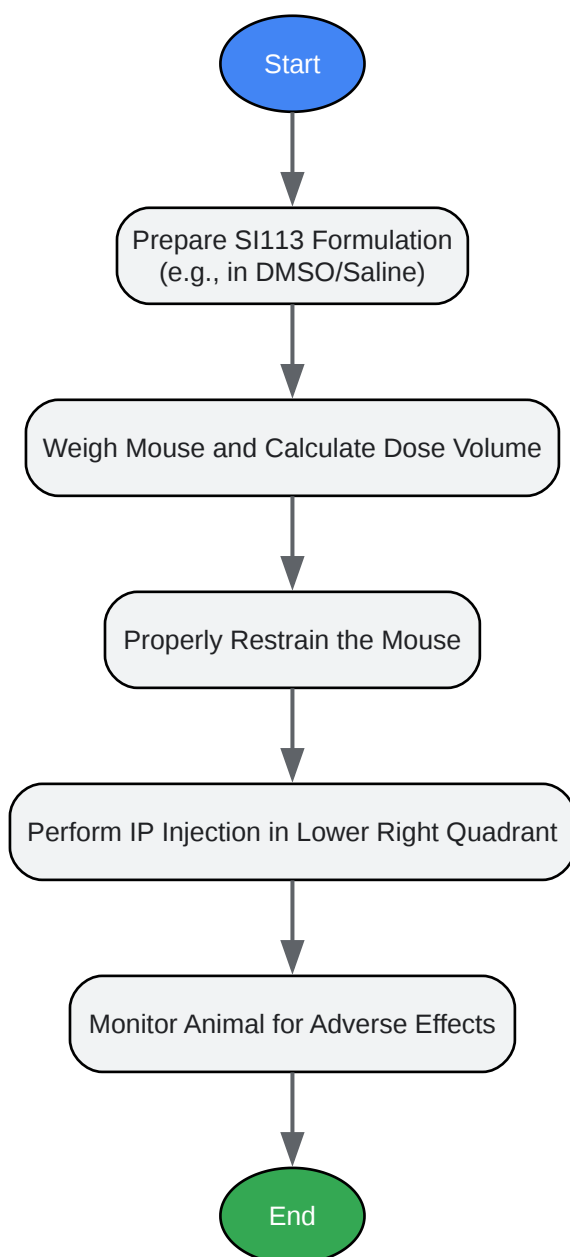 Start
Prepare SI113 Formulation
(e.g., in DMSO/Saline)
Weigh Mouse and Calculate Dose Volume
Properly Restrain the Mouse
Perform IP Injection in Lower Right Quadrant
Monitor Animal for Adverse Effects
End